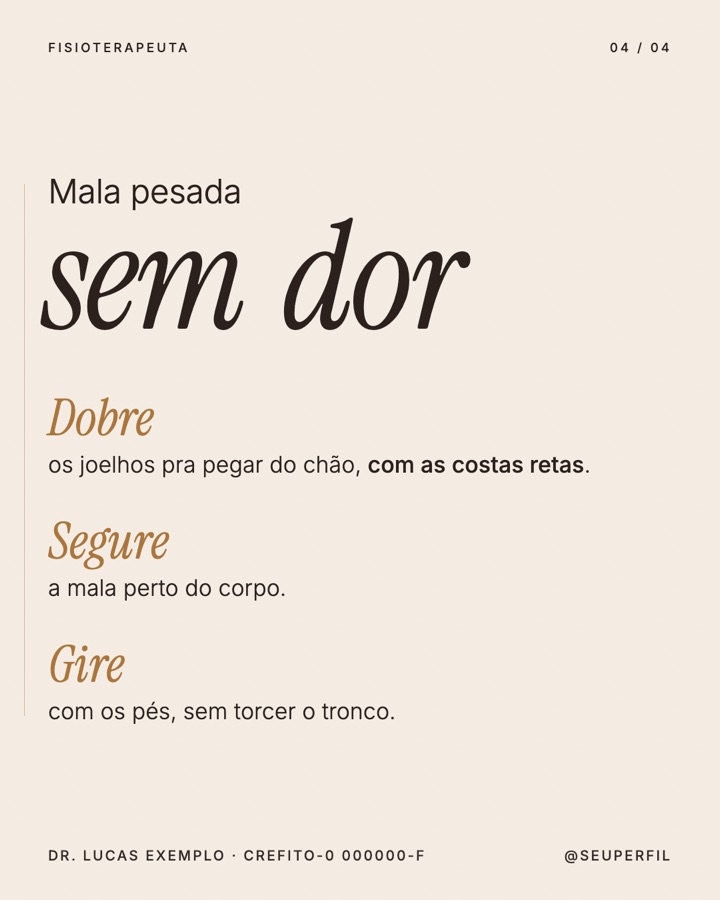 FISIOTERAPEUTA
04 / 04
Mala pesada
sem dor
Dobre
os joelhos pra pegar do chão, com as costas retas.
Segure
a mala perto do corpo.
Gire
com os pés, sem torcer o tronco.
DR. LUCAS EXEMPLO · CREFITO-0 000000-F
@SEUPERFIL